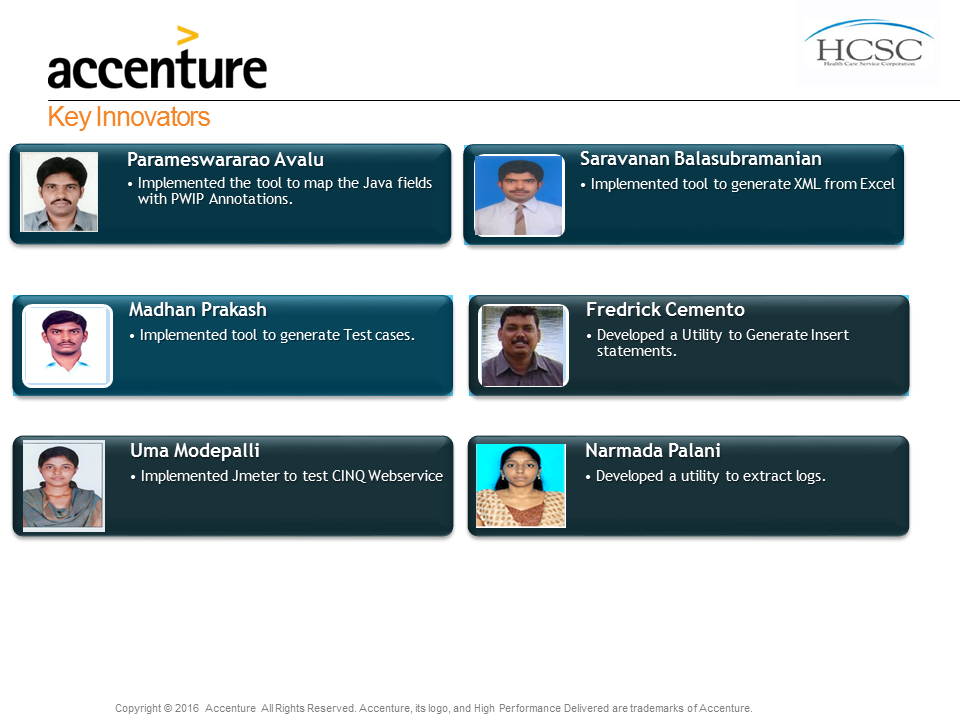 accenture
HCSC
Health Care Service Corporation
Key Innovators
Parameswararao Avalu
• Implemented the tool to map the Java fields
with PWIP Annotations.
Saravanan Balasubramanian
• Implemented tool to generate XML from Excel
Madhan Prakash
• Implemented tool to generate Test cases.
Fredrick Cemento
• Developed a Utility to Generate Insert
statements.
Uma Modepalli
• Implemented Jmeter to test CINQ Webservice
Narmada Palani
• Developed a utility to extract logs.
Copyright © 2016 Accenture All Rights Reserved. Accenture, its logo, and High Performance Delivered are trademarks of Accenture.